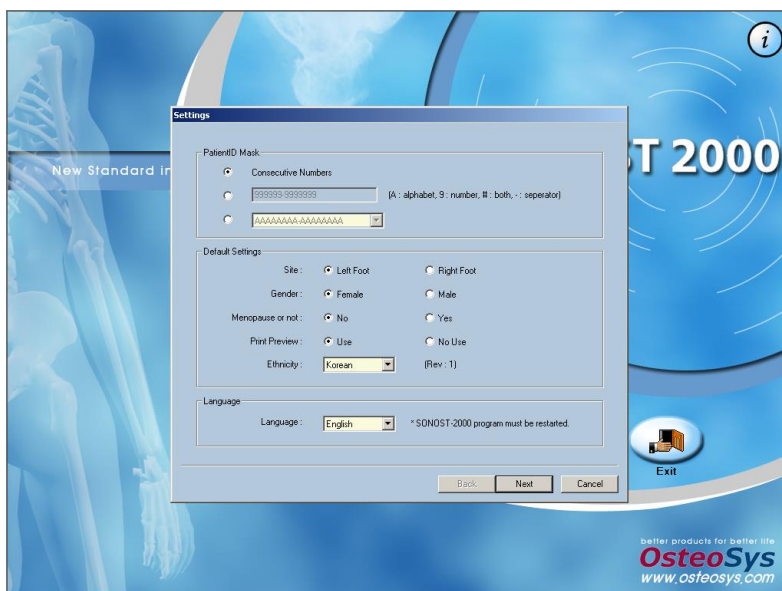 i
Settings
New Standard in
T 2000
PatientID Mask
Consecutive Numbers
999999-9999999 (A : alphabet, 9 : number, # : both, - : seperator)
AAAAAAAA-AAAAAAAA
Default Settings
Site : Left Foot Right Foot
Gender : Female Male
Menopause or not : No Yes
Print Preview : Use No Use
Ethnicity : Korean (Rev : 1)
Language
Language : English * SONOST-2000 program must be restarted.
Back Next Cancel
Exit
better products for better life
OsteoSys
www.osteosys.com